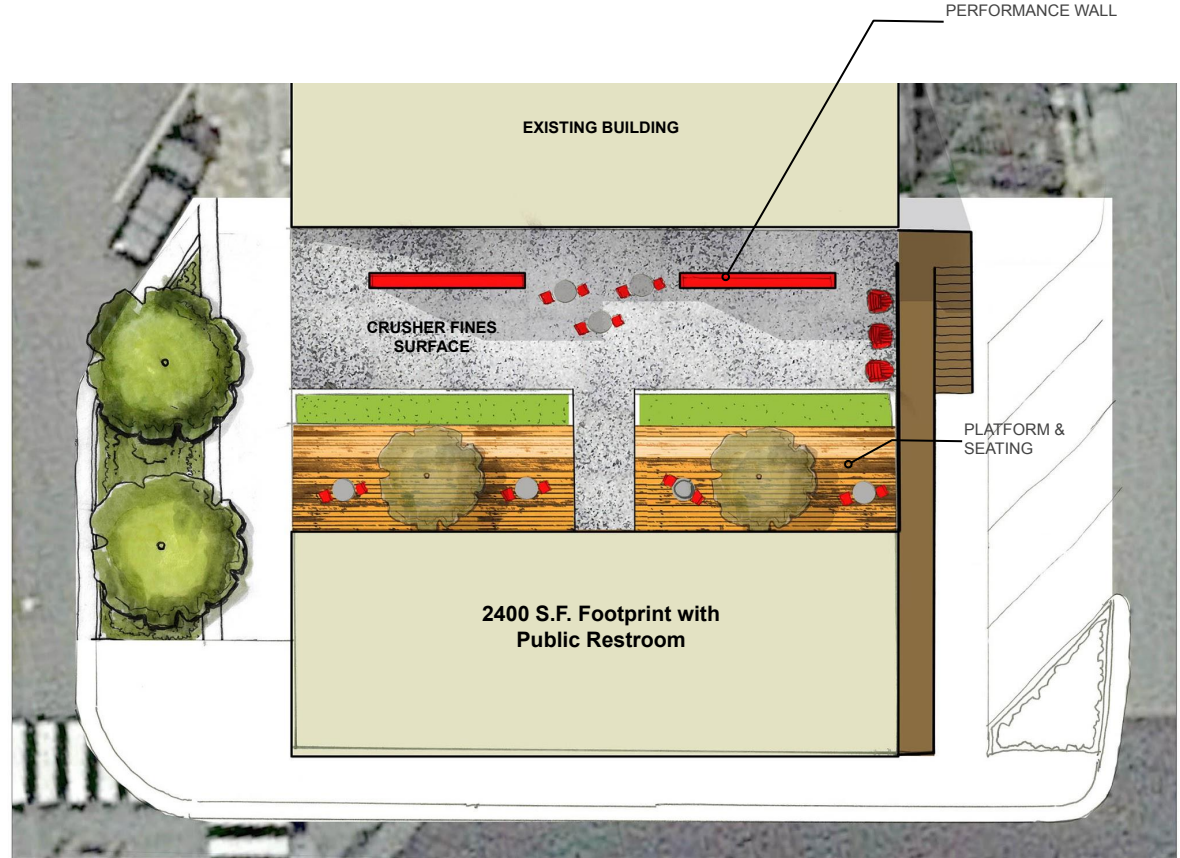 PERFORMANCE WALL
EXISTING BUILDING
CRUSHER FINES
SURFACE
PLATFORM &
SEATING
2400 S.F. Footprint with
Public Restroom